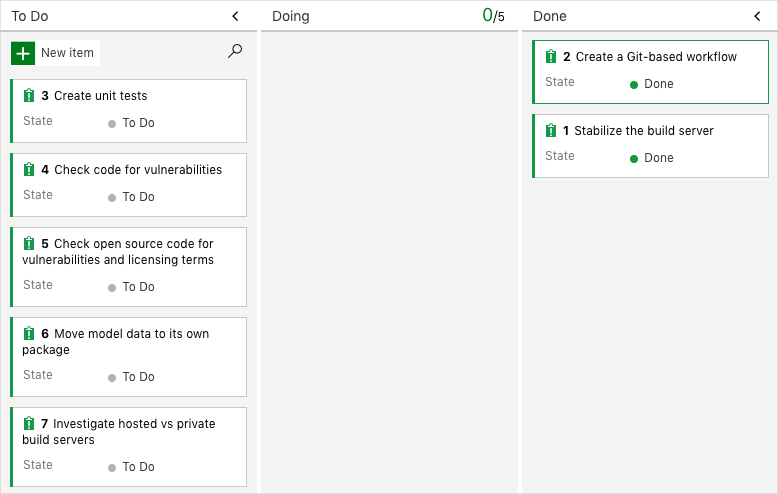 To Do
New item
3 Create unit tests
State To Do
4 Check code for vulnerabilities
State To Do
5 Check open source code for
vulnerabilities and licensing terms
State To Do
6 Move model data to its own
package
State To Do
7 Investigate hosted vs private
build servers
State To Do
Doing 0/5
Done
2 Create a Git-based workflow
State Done
1 Stabilize the build server
State Done